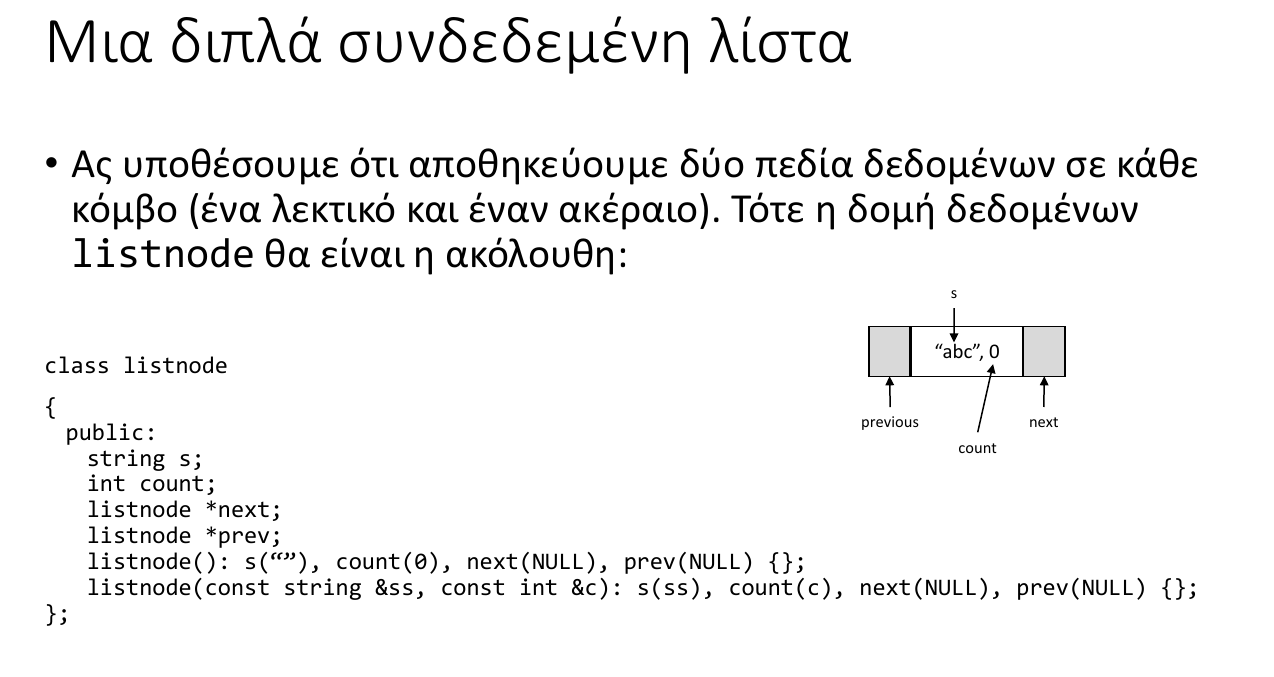 Μια διπλά συνδεδεμένη λίστα
• Ας υποθέσουμε ότι αποθηκεύουμε δύο πεδία δεδομένων σε κάθε
κόμβο (ένα λεκτικό και έναν ακέραιο). Τότε η δομή δεδομένων
listnode θα είναι η ακόλουθη:
s
“abc”, 0
previous
next
count
class listnode
{
public:
string s;
int count;
listnode *next;
listnode *prev;
listnode(): s(“”), count(0), next(NULL), prev(NULL) {};
listnode(const string &ss, const int &c): s(ss), count(c), next(NULL), prev(NULL) {};
};